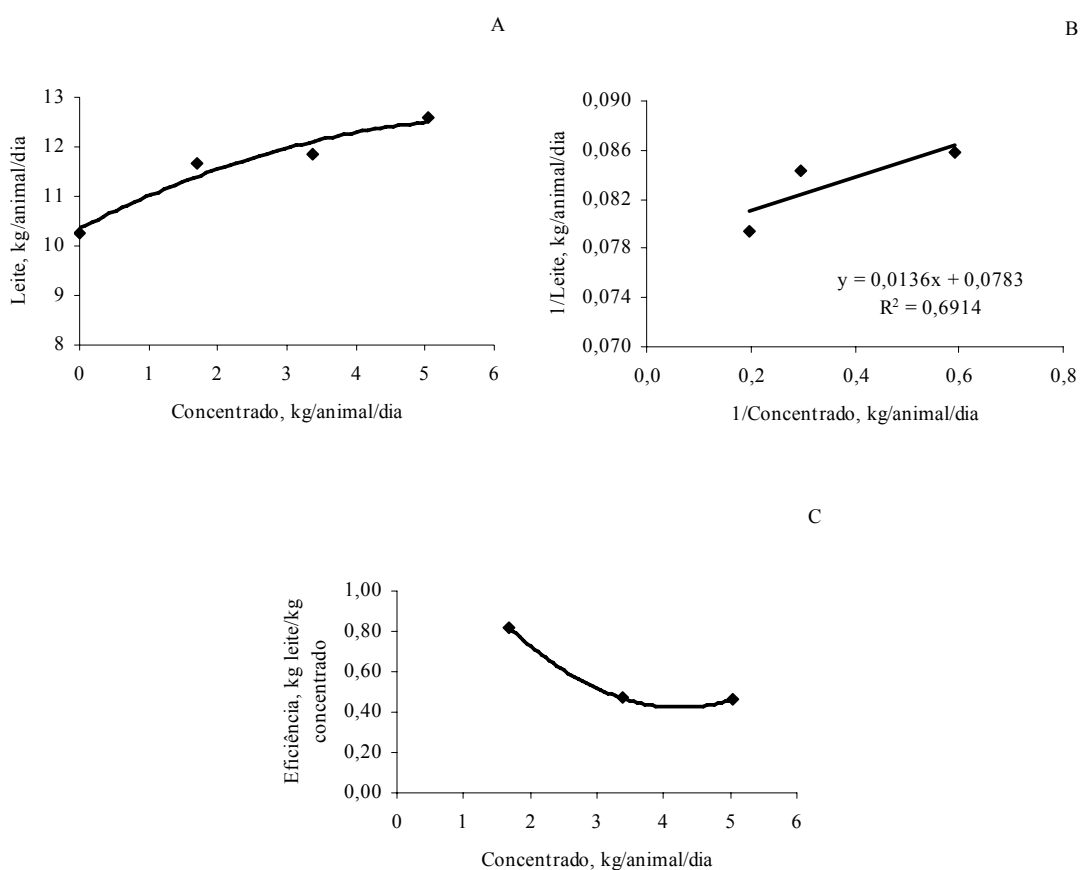 A
Leite, kg/animal/dia
13
12
11
10
9
8
0 1 2 3 4 5 6
Concentrado, kg/animal/dia
B
1/Leite, kg/animal/dia
0,090
0,086
0,082
0,078
0,074
0,070
y = 0,0136x + 0,0783
R² = 0,6914
0,0 0,2 0,4 0,6 0,8
1/Concentrado, kg/animal/dia
C
Eficiência, kg leite/kg
concentrado
1,00
0,80
0,60
0,40
0,20
0,00
0 1 2 3 4 5 6
Concentrado, kg/animal/dia